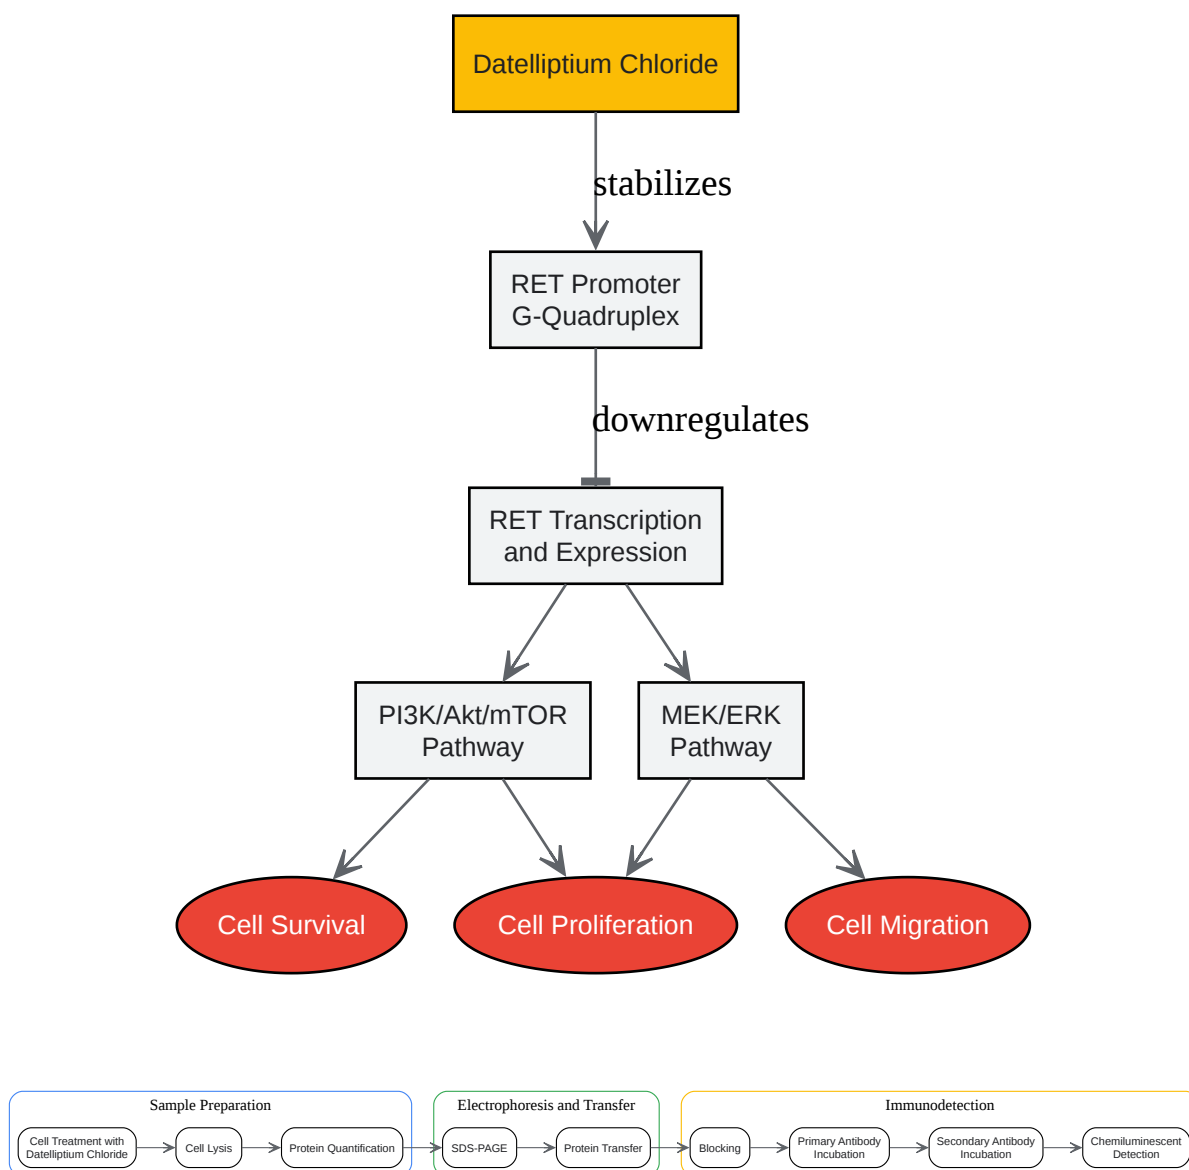 Datelliptium Chloride
stabilizes
RET Promoter
G-Quadruplex
downregulates
RET Transcription
and Expression
PI3K/Akt/mTOR
Pathway
MEK/ERK
Pathway
Cell Survival
Cell Proliferation
Cell Migration
Sample Preparation
Cell Treatment with
Datelliptium Chloride
Cell Lysis
Protein Quantification
Electrophoresis and Transfer
SDS-PAGE
Protein Transfer
Immunodetection
Blocking
Primary Antibody
Incubation
Secondary Antibody
Incubation
Chemiluminescent
Detection